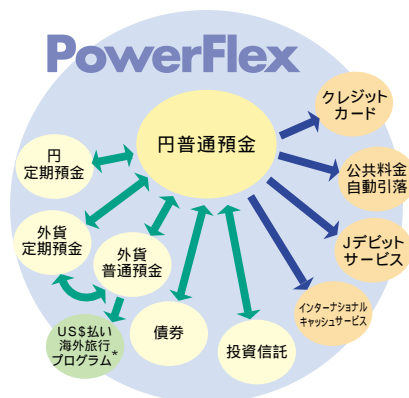 PowerFlex
円普通預金
クレジット
カード
公共料金
自動引落
Jデビット
サービス
インターナショナル
キャッシュサービス
円
定期預金
外貨
定期預金
外貨
普通預金
US$払い
海外旅行
プログラム*
債券
投資信託